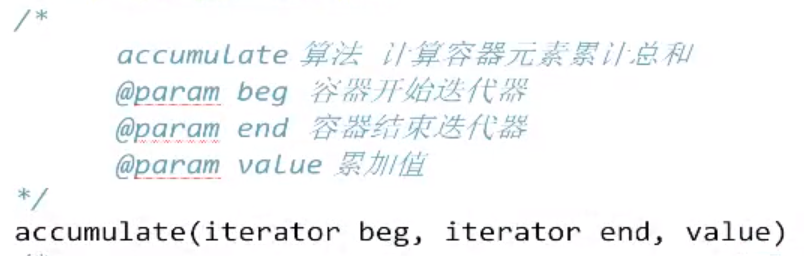 /*
accumulate 算法 计算容器元素累计总和
@param beg 容器开始迭代器
@param end 容器结束迭代器
@param value 累加值
*/
accumulate(iterator beg, iterator end, value)